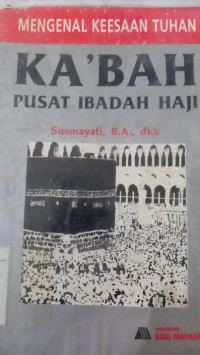 MENGENAL KEESAAN TUHAN
KA'BAH
PUSAT IBADAH HAJI
Susmayati, B.A., dkk